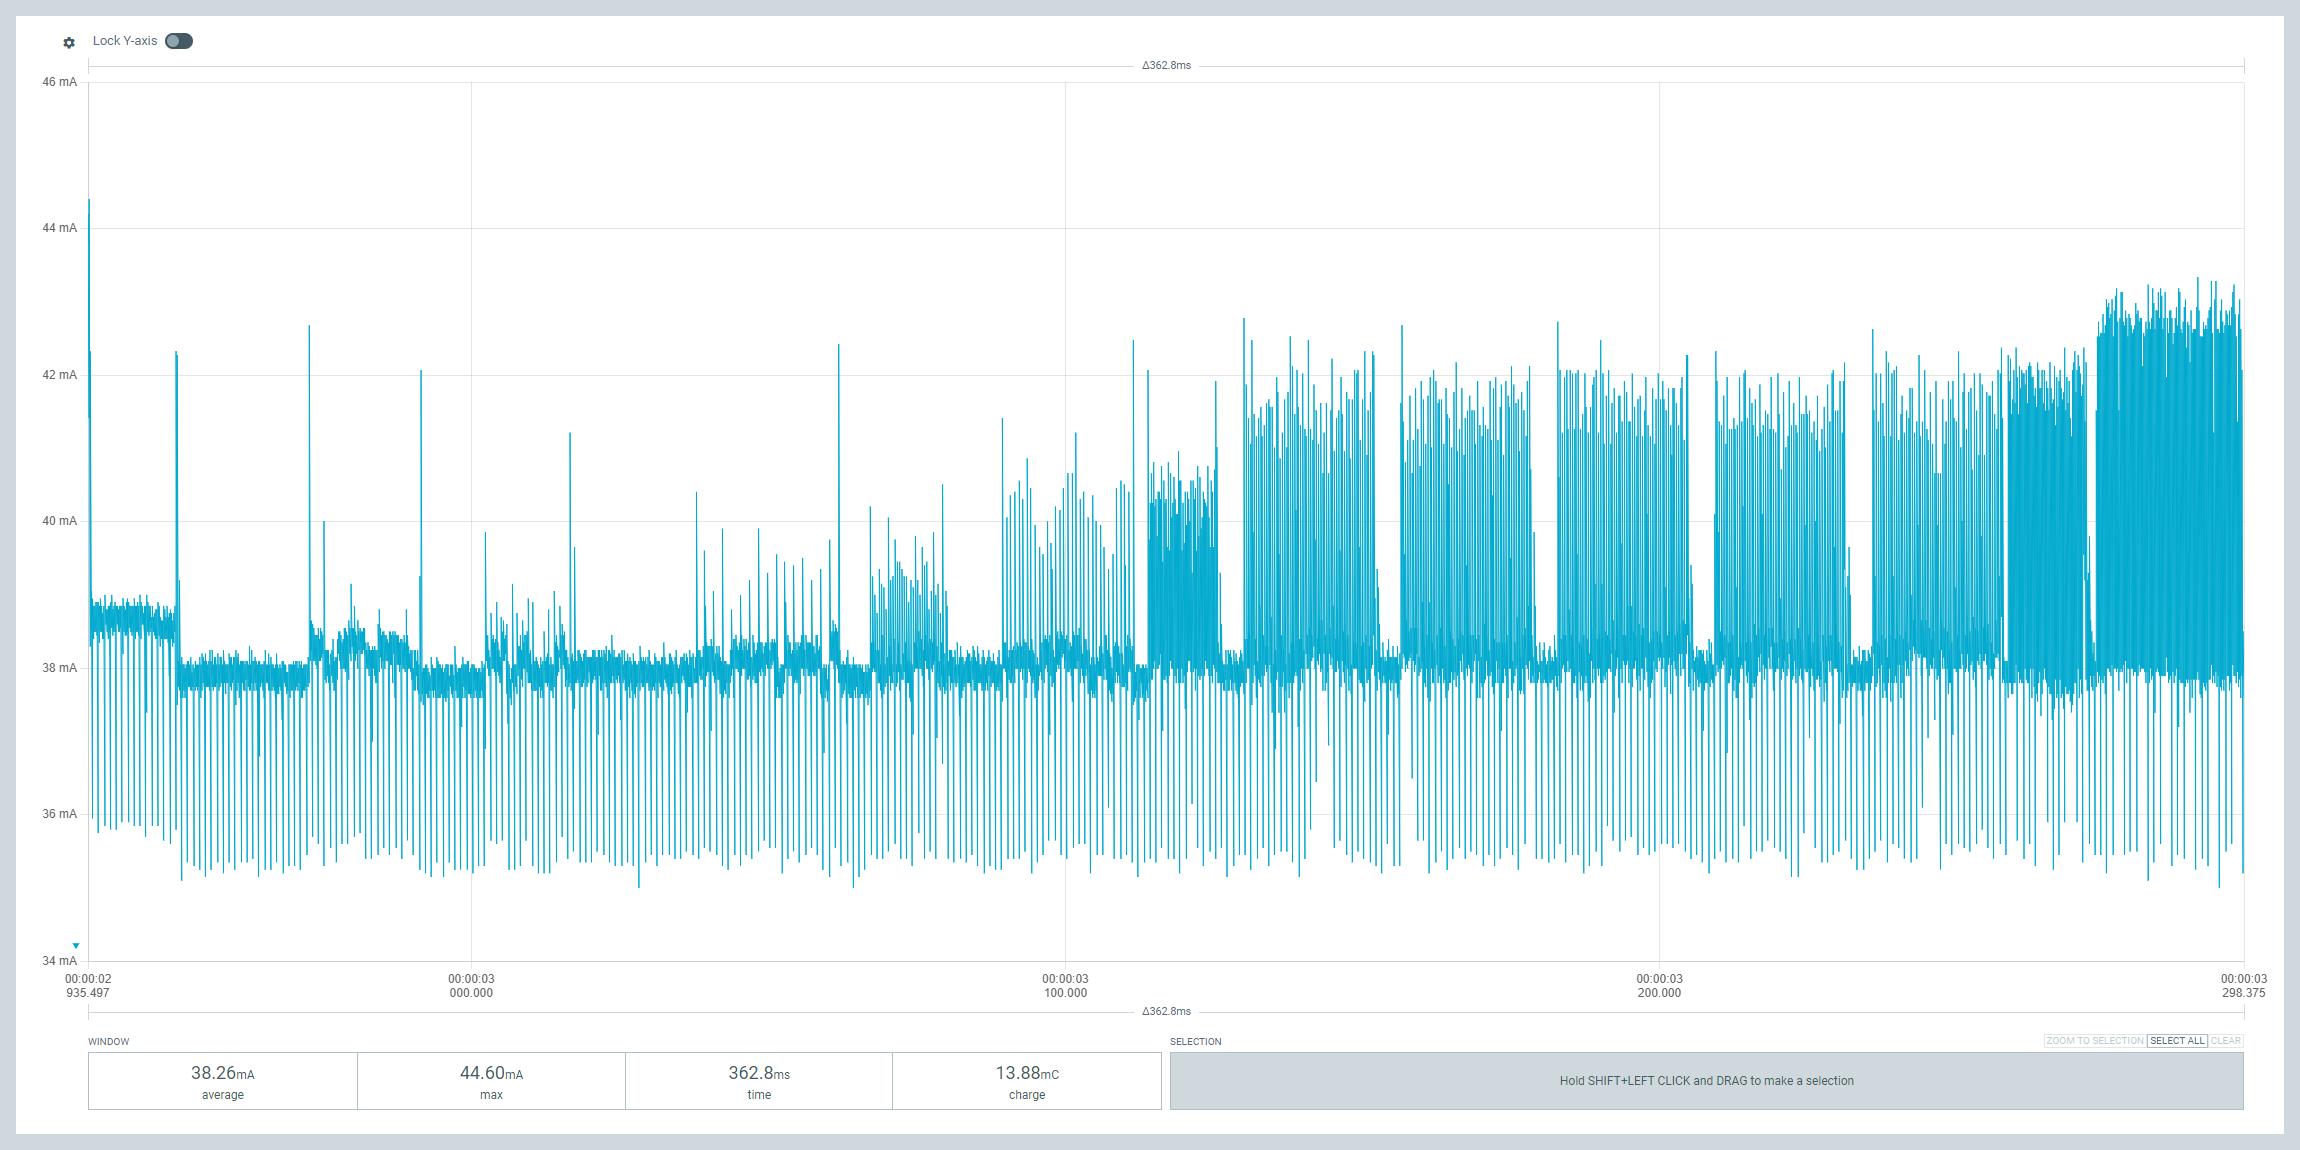 Lock Y-axis
Δ362.8ms
46 mA
44 mA
42 mA
40 mA
38 mA
36 mA
34 mA
00:00:02
935.497
00:00:03
000.000
00:00:03
100.000
00:00:03
200.000
00:00:03
298.375
Δ362.8ms
WINDOW
38.26mA
average
44.60mA
max
362.8ms
time
13.88mC
charge
SELECTION
ZOOM TO SELECTION SELECT ALL CLEAR
Hold SHIFT+LEFT CLICK and DRAG to make a selection